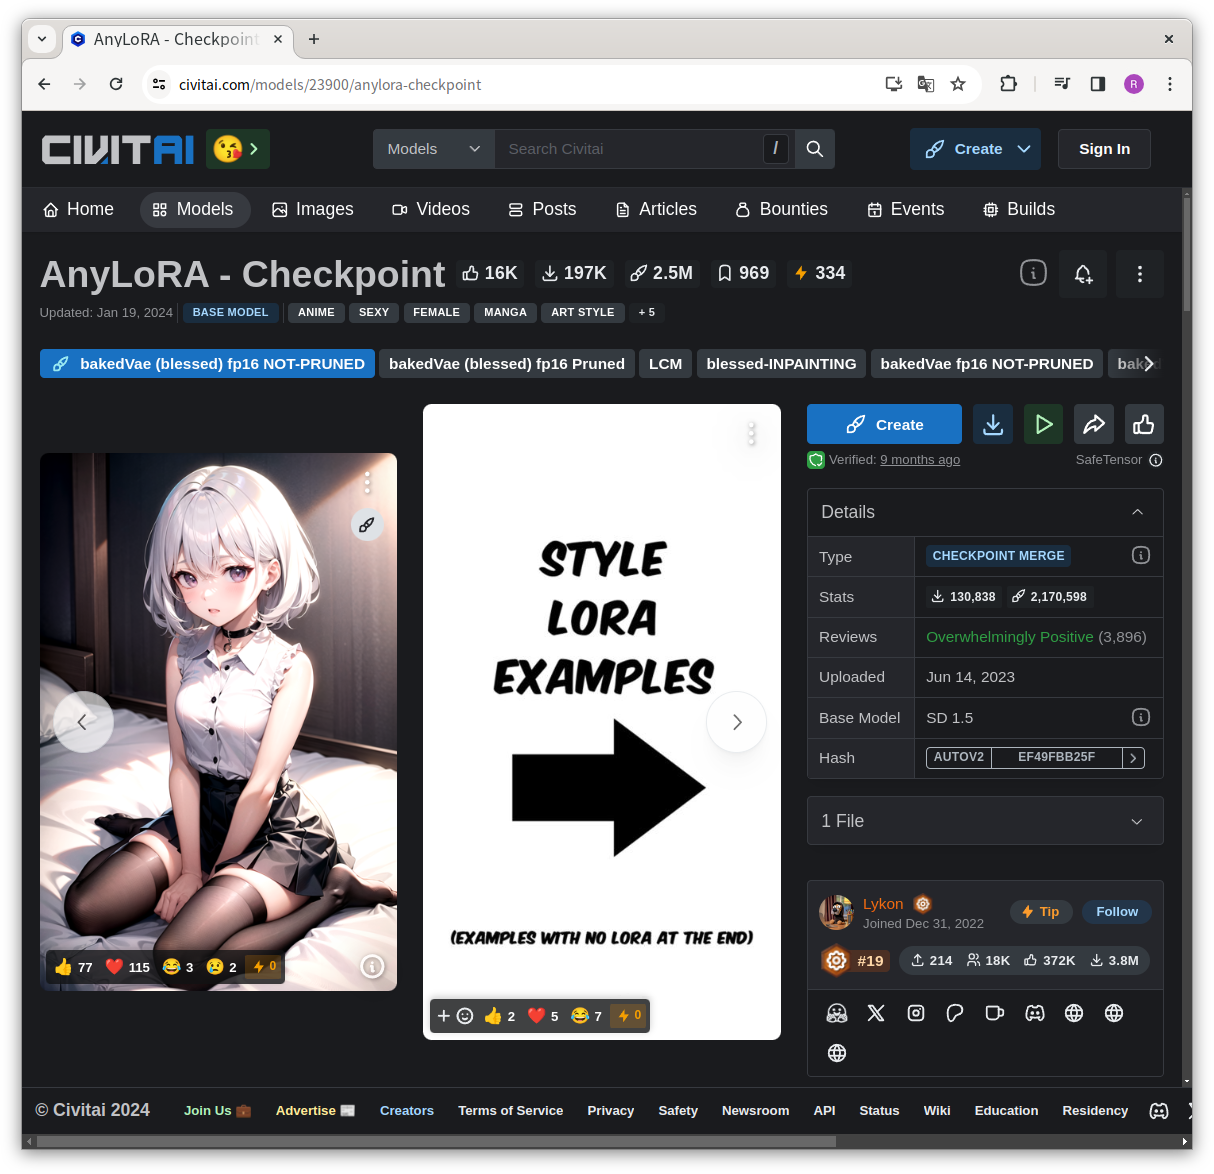 AnyLoRA - Checkpoint
civitai.com/models/23900/anylora-checkpoint
R
CIVITAI
Models
Search Civitai
/
Create
Sign In
Home
Models
Images
Videos
Posts
Articles
Bounties
Events
Builds
AnyLoRA - Checkpoint
16K
197K
2.5M
969
334
Updated: Jan 19, 2024
BASE MODEL
ANIME
SEXY
FEMALE
MANGA
ART STYLE
+ 5
bakedVae (blessed) fp16 NOT-PRUNED
bakedVae (blessed) fp16 Pruned
LCM
blessed-INPAINTING
bakedVae fp16 NOT-PRUNED
STYLE
LORA
EXAMPLES
(EXAMPLES WITH NO LORA AT THE END)
77
115
3
2
0
2
5
7
0
Create
Verified: 9 months ago
SafeTensor
Details
Type
CHECKPOINT MERGE
Stats
130,838
2,170,598
Reviews
Overwhelmingly Positive (3,896)
Uploaded
Jun 14, 2023
Base Model
SD 1.5
Hash
AUTOV2
EF49FBB25F
1 File
Lykon
Joined Dec 31, 2022
Tip
Follow
#19
214
18K
372K
3.8M
© Civitai 2024
Join Us
Advertise
Creators
Terms of Service
Privacy
Safety
Newsroom
API
Status
Wiki
Education
Residency